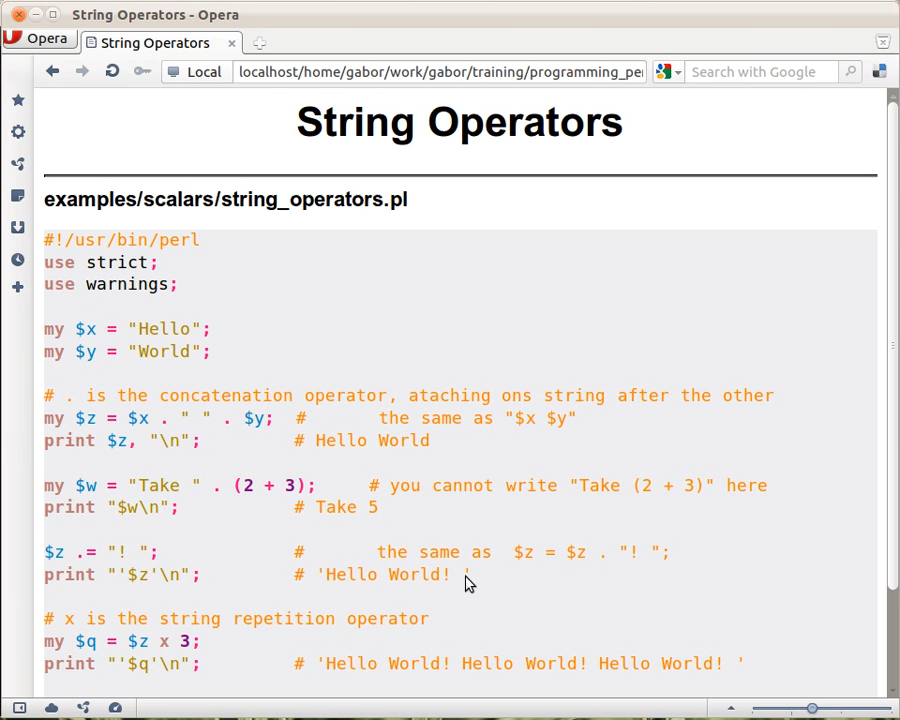 String Operators - Opera
Opera
String Operators
Local
localhost/home/gabor/work/gabor/training/programming_pe
Search with Google
String Operators
examples/scalars/string_operators.pl
#!/usr/bin/perl
use strict;
use warnings;
my $x = "Hello";
my $y = "World";
# . is the concatenation operator, ataching ons string after the other
my $z = $x . " " . $y;  #       the same as "$x $y"
print $z, "\n";         # Hello World
my $w = "Take " . (2 + 3);     # you cannot write "Take (2 + 3)" here
print "$w\n";           # Take 5
$z .= "! ";             #       the same as  $z = $z . "! ";
print "'$z'\n";         # 'Hello World! '
# x is the string repetition operator
my $q = $z x 3;
print "'$q'\n";         # 'Hello World! Hello World! Hello World! '